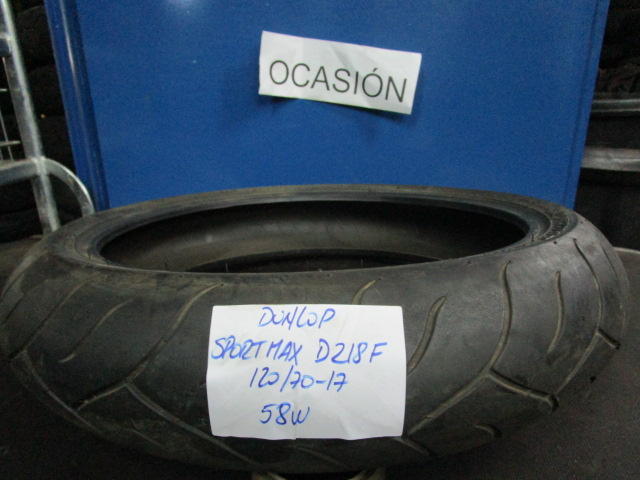 OCASIÓN
DUNLOP
SPORTMAX D218F
120/70-17
58W